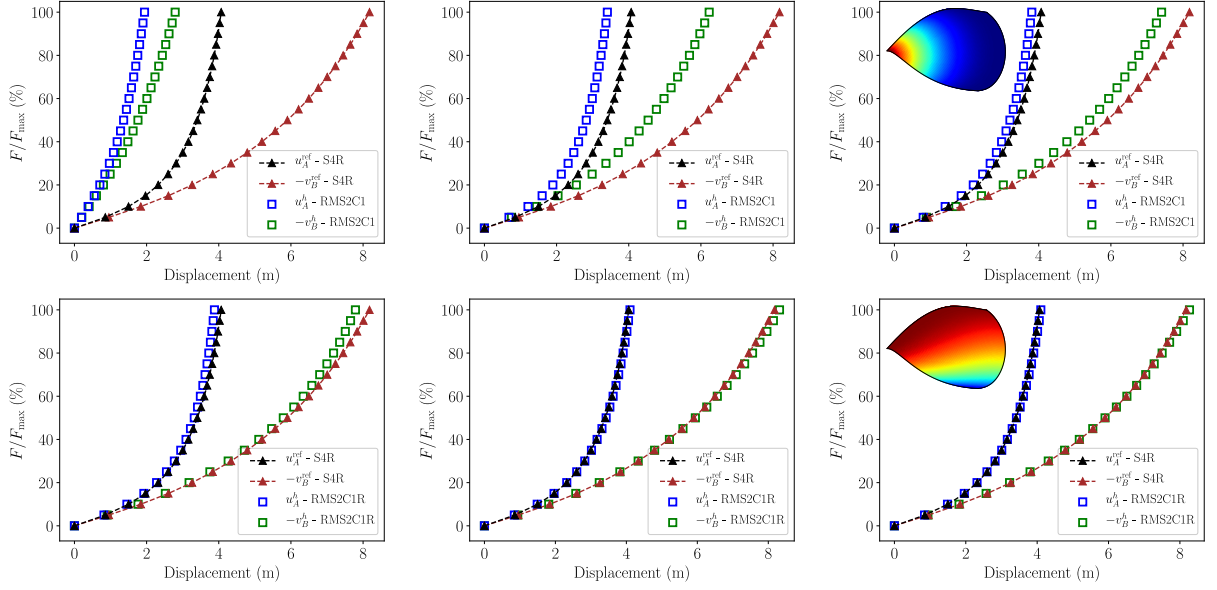 F/F_max (%)
100
80
60
40
20
0
u_A^ref - S4R
−v_B^ref - S4R
u_A^h - RMS2C1
−v_B^h - RMS2C1
0 2 4 6 8
Displacement (m)
F/F_max (%)
100
80
60
40
20
0
u_A^ref - S4R
−v_B^ref - S4R
u_A^h - RMS2C1
−v_B^h - RMS2C1
0 2 4 6 8
Displacement (m)
F/F_max (%)
100
80
60
40
20
0
u_A^ref - S4R
−v_B^ref - S4R
u_A^h - RMS2C1
−v_B^h - RMS2C1
0 2 4 6 8
Displacement (m)
F/F_max (%)
100
80
60
40
20
0
u_A^ref - S4R
−v_B^ref - S4R
u_A^h - RMS2C1R
−v_B^h - RMS2C1R
0 2 4 6 8
Displacement (m)
F/F_max (%)
100
80
60
40
20
0
u_A^ref - S4R
−v_B^ref - S4R
u_A^h - RMS2C1R
−v_B^h - RMS2C1R
0 2 4 6 8
Displacement (m)
F/F_max (%)
100
80
60
40
20
0
u_A^ref - S4R
−v_B^ref - S4R
u_A^h - RMS2C1R
−v_B^h - RMS2C1R
0 2 4 6 8
Displacement (m)